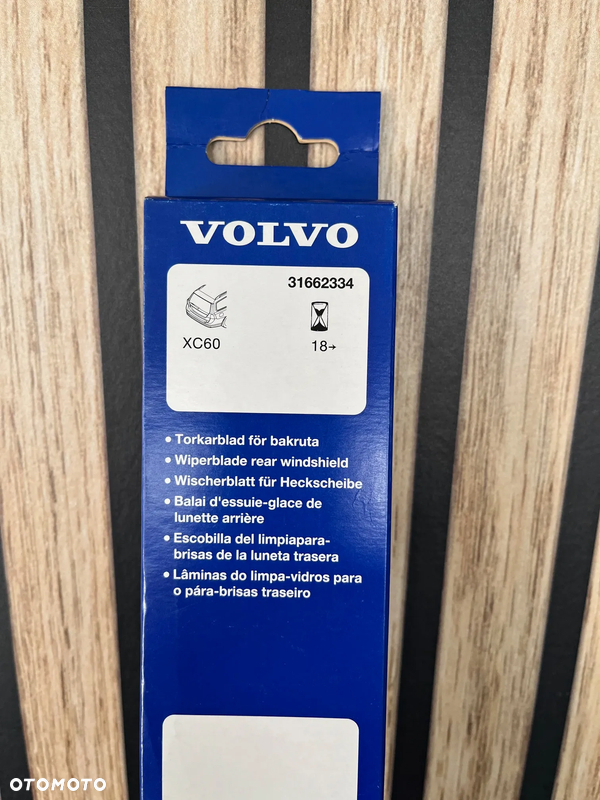 VOLVO
31662334
XC60
18→
• Torkarblad för bakruta
• Wiperblade rear windshield
• Wischerblatt für Heckscheibe
• Balai d'essuie-glace de
lunette arrière
• Escobilla del limpiapara-
brisas de la luneta trasera
• Lâminas do limpa-vidros para
o pára-brisas traseiro
OTOMOTO